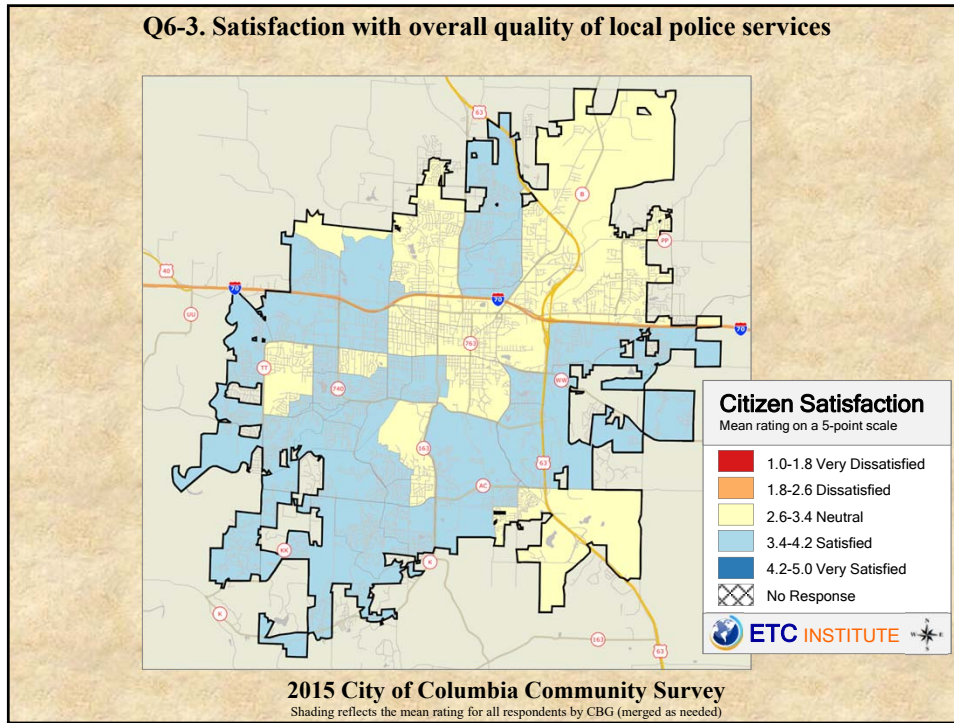 Q6-3. Satisfaction with overall quality of local police services
63
B
PP
40
70
UU
70
70
763
TT
740
WW
163
63
AC
KK
K
K
163
63
Citizen Satisfaction
Mean rating on a 5-point scale
1.0-1.8 Very Dissatisfied
1.8-2.6 Dissatisfied
2.6-3.4 Neutral
3.4-4.2 Satisfied
4.2-5.0 Very Satisfied
No Response
ETC INSTITUTE
N
W E
S
2015 City of Columbia Community Survey
Shading reflects the mean rating for all respondents by CBG (merged as needed)